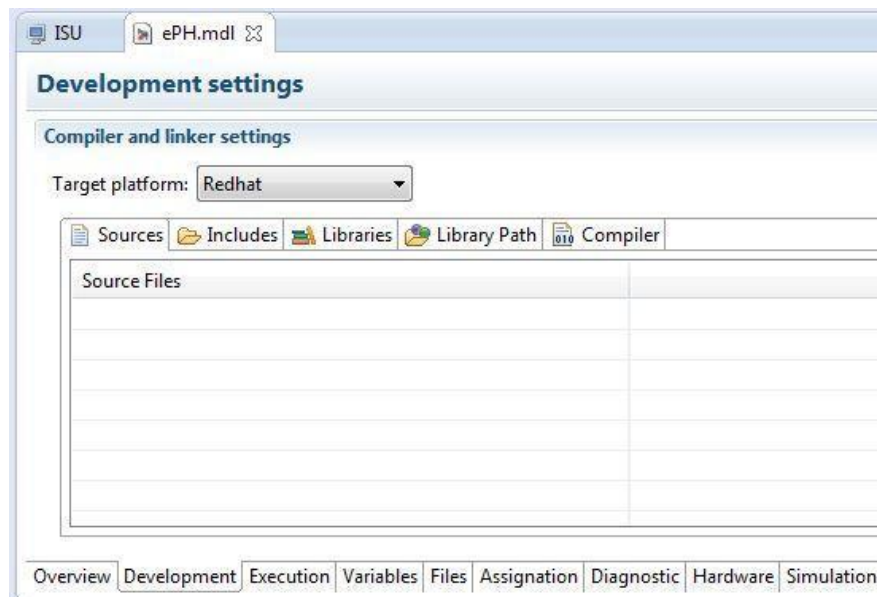 ISU ePH.mdl
Development settings
Compiler and linker settings
Target platform: Redhat
Sources Includes Libraries Library Path 010 Compiler
Source Files
Overview Development Execution Variables Files Assignation Diagnostic Hardware Simulation